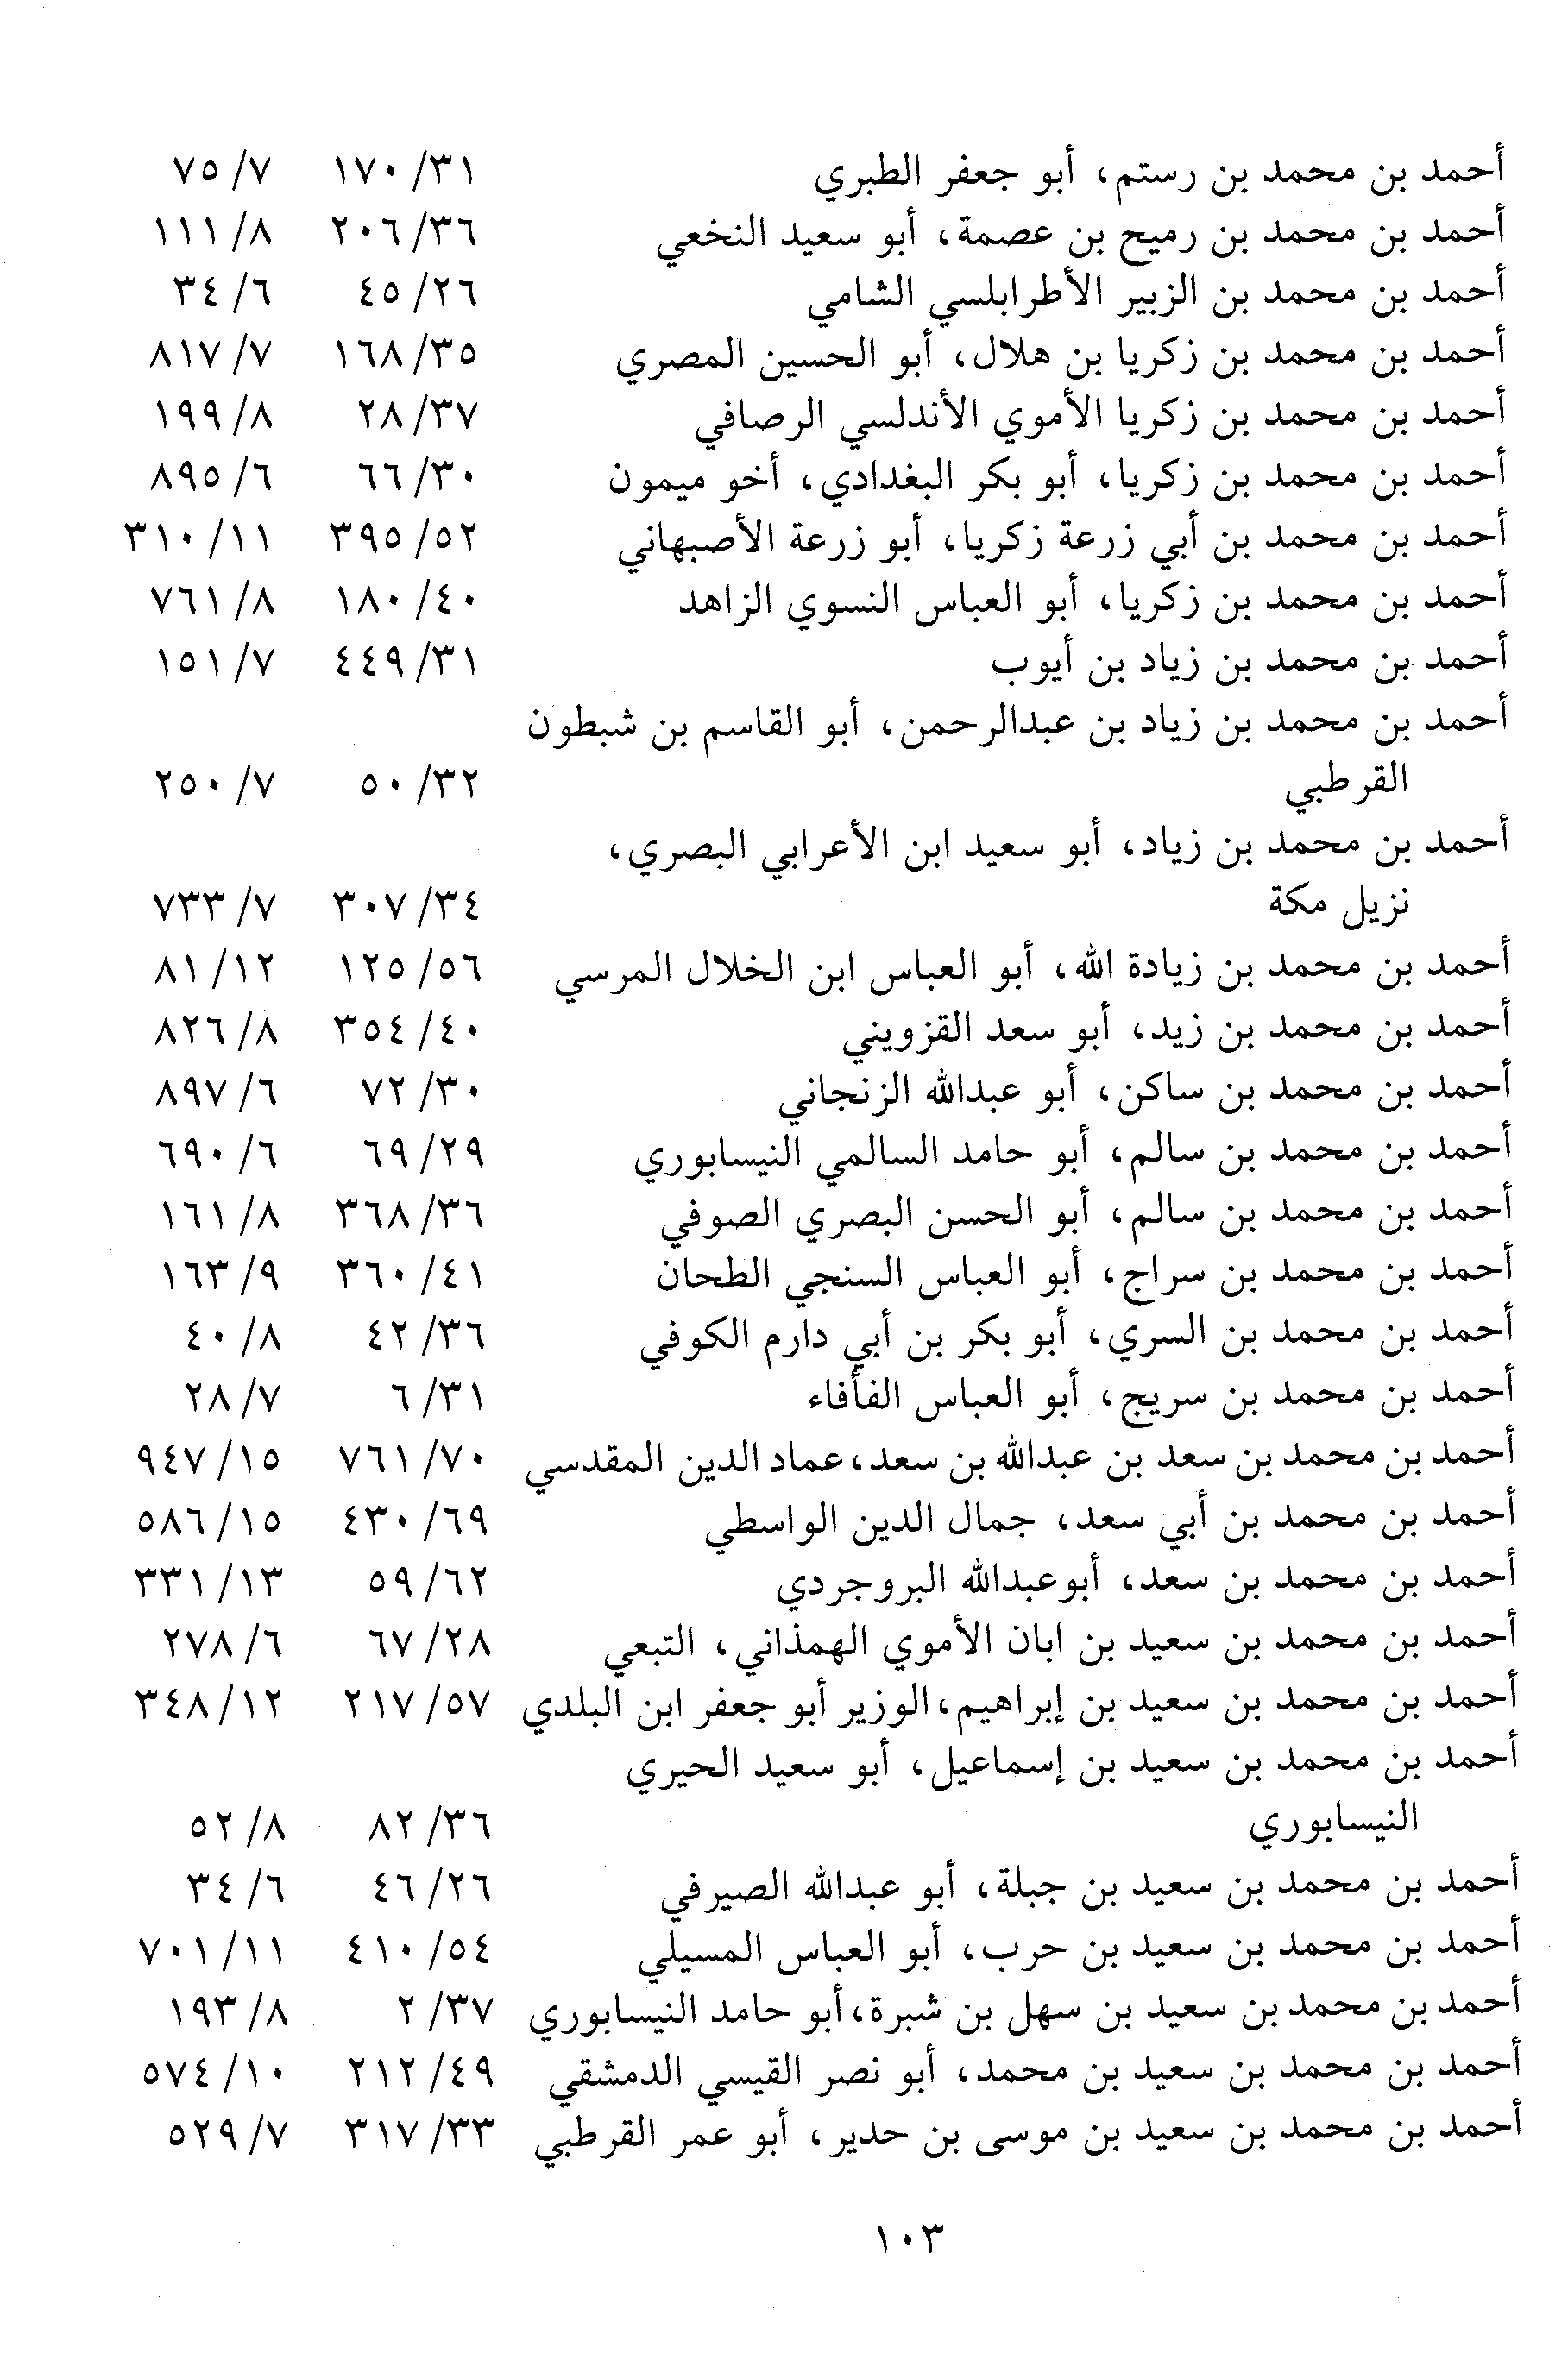 أحمد بن محمد بن رستم، أبو جعفر الطبري ٣١/ ١٧٠ ٧/ ٧٥
أحمد بن محمد بن رميح بن عصمة، أبو سعيد النخعي ٣٦/ ٢٠٦ ٨/ ١١١
أحمد بن محمد بن الزبير الأطرابلسي الشامي ٢٦/ ٤٥ ٦/ ٣٤
أحمد بن محمد بن زكريا بن هلال، أبو الحسين المصري ٣٥/ ١٦٨ ٧/ ٨١٧
أحمد بن محمد بن زكريا الأموي الأندلسي الرصافي ٣٧/ ٢٨ ٨/ ١٩٩
أحمد بن محمد بن زكريا، أبو بكر البغدادي، أخو ميمون ٣٠/ ٦٦ ٦/ ٨٩٥
أحمد بن محمد بن أبي زرعة زكريا، أبو زرعة الأصبهاني ٥٢/ ٣٩٥ ١١/ ٣١٠
أحمد بن محمد بن زكريا، أبو العباس النسوي الزاهد ٤٠/ ١٨٠ ٨/ ٧٦١
أحمد بن محمد بن زياد بن أيوب ٣١/ ٤٤٩ ٧/ ١٥١
أحمد بن محمد بن زياد بن عبدالرحمن، أبو القاسم بن شبطون
القرطبي ٣٢/ ٥٠ ٧/ ٢٥٠
أحمد بن محمد بن زياد، أبو سعيد ابن الأعرابي البصري،
نزيل مكة ٣٤/ ٣٠٧ ٧/ ٧٣٣
أحمد بن محمد بن زيادة الله، أبو العباس ابن الخلال المرسي ٥٦/ ١٢٥ ١٢/ ٨١
أحمد بن محمد بن زيد، أبو سعد القزويني ٤٠/ ٣٥٤ ٨/ ٨٢٦
أحمد بن محمد بن ساكن، أبو عبدالله الزنجاني ٣٠/ ٧٢ ٦/ ٨٩٧
أحمد بن محمد بن سالم، أبو حامد السالمي النيسابوري ٢٩/ ٦٩ ٦/ ٦٩٠
أحمد بن محمد بن سالم، أبو الحسن البصري الصوفي ٣٦/ ٣٦٨ ٨/ ١٦١
أحمد بن محمد بن سراج، أبو العباس السنجي الطحان ٤١/ ٣٦٠ ٩/ ١٦٣
أحمد بن محمد بن السري، أبو بكر بن أبي دارم الكوفي ٣٦/ ٤٢ ٨/ ٤٠
أحمد بن محمد بن سريج، أبو العباس الفأفاء ٣١/ ٦ ٧/ ٢٨
أحمد بن محمد بن سعد بن عبدالله بن سعد، عماد الدين المقدسي ٧٠/ ٧٦١ ١٥/ ٩٤٧
أحمد بن محمد بن أبي سعد، جمال الدين الواسطي ٦٩/ ٤٣٠ ١٥/ ٥٨٦
أحمد بن محمد بن سعد، أبوعبدالله البروجردي ٦٢/ ٥٩ ١٣/ ٣٣١
أحمد بن محمد بن سعيد بن ابان الأموي الهمذاني، التبعي ٢٨/ ٦٧ ٦/ ٢٧٨
أحمد بن محمد بن سعيد بن إبراهيم، الوزير أبو جعفر ابن البلدي ٥٧/ ٢١٧ ١٢/ ٣٤٨
أحمد بن محمد بن سعيد بن إسماعيل، أبو سعيد الحيري
النيسابوري ٣٦/ ٨٢ ٨/ ٥٢
أحمد بن محمد بن سعيد بن جبلة، أبو عبدالله الصيرفي ٢٦/ ٤٦ ٦/ ٣٤
أحمد بن محمد بن سعيد بن حرب، أبو العباس المسيلي ٥٤/ ٤١٠ ١١/ ٧٠١
أحمد بن محمد بن سعيد بن سهل بن شبرة، أبو حامد النيسابوري ٣٧/ ٢ ٨/ ١٩٣
أحمد بن محمد بن سعيد بن محمد، أبو نصر القيسي الدمشقي ٤٩/ ٢١٢ ١٠/ ٥٧٤
أحمد بن محمد بن سعيد بن موسى بن حدير، أبو عمر القرطبي ٣٣/ ٣١٧ ٧/ ٥٢٩
١٠٣